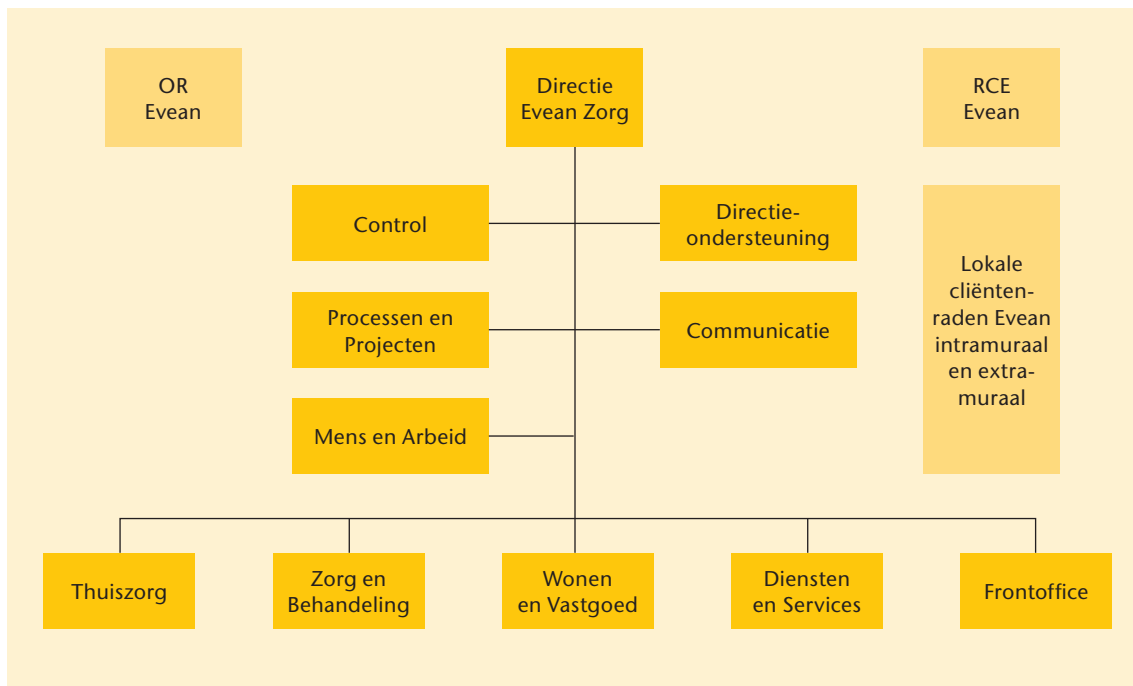 OR
Evean
Directie
Evean Zorg
RCE
Evean
Control
Directie-
ondersteuning
Processen en
Projecten
Communicatie
Mens en Arbeid
Lokale
cliënten-
raden Evean
intramuraal
en extra-
muraal
Thuiszorg
Zorg en
Behandeling
Wonen
en Vastgoed
Diensten
en Services
Frontoffice